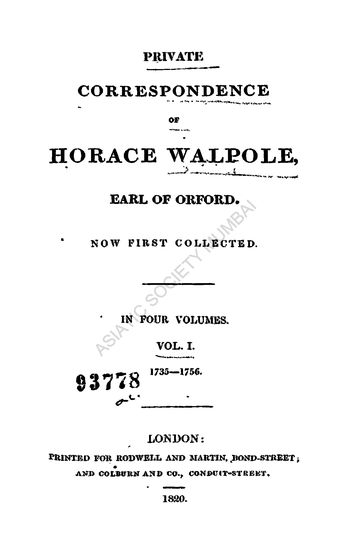 PRIVATE
CORRESPONDENCE
OF
HORACE WALPOLE,
EARL OF ORFORD.
NOW FIRST COLLECTED.
IN FOUR VOLUMES.
VOL. I.
1735—1756.
93778
LONDON:
PRINTED FOR RODWELL AND MARTIN, BOND-STREET;
AND COLBURN AND CO., CONDUIT-STREET.
1820.
ASIATIC SOCIETY MUMBAI